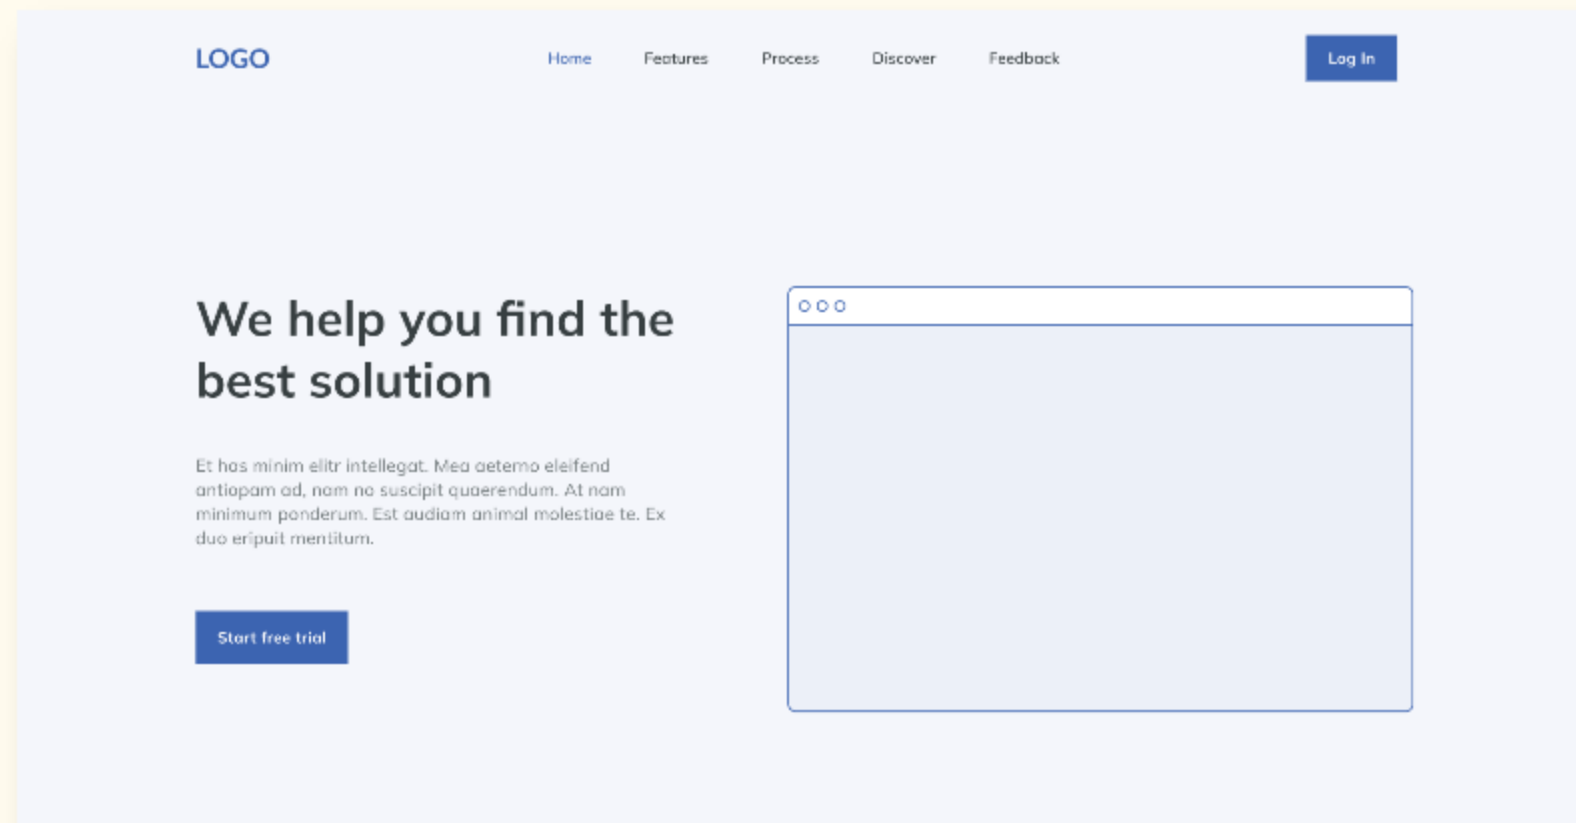 LOGO
Home
Features
Process
Discover
Feedback
Log In
We help you find the
best solution
Et has minim elitr intellegat. Mea aeterno eleifend
antiopam ad, nam no suscipit quaerendum. At nam
minimum ponderum. Est audiam animal molestiae te. Ex
duo eripuit mentitum.
Start free trial